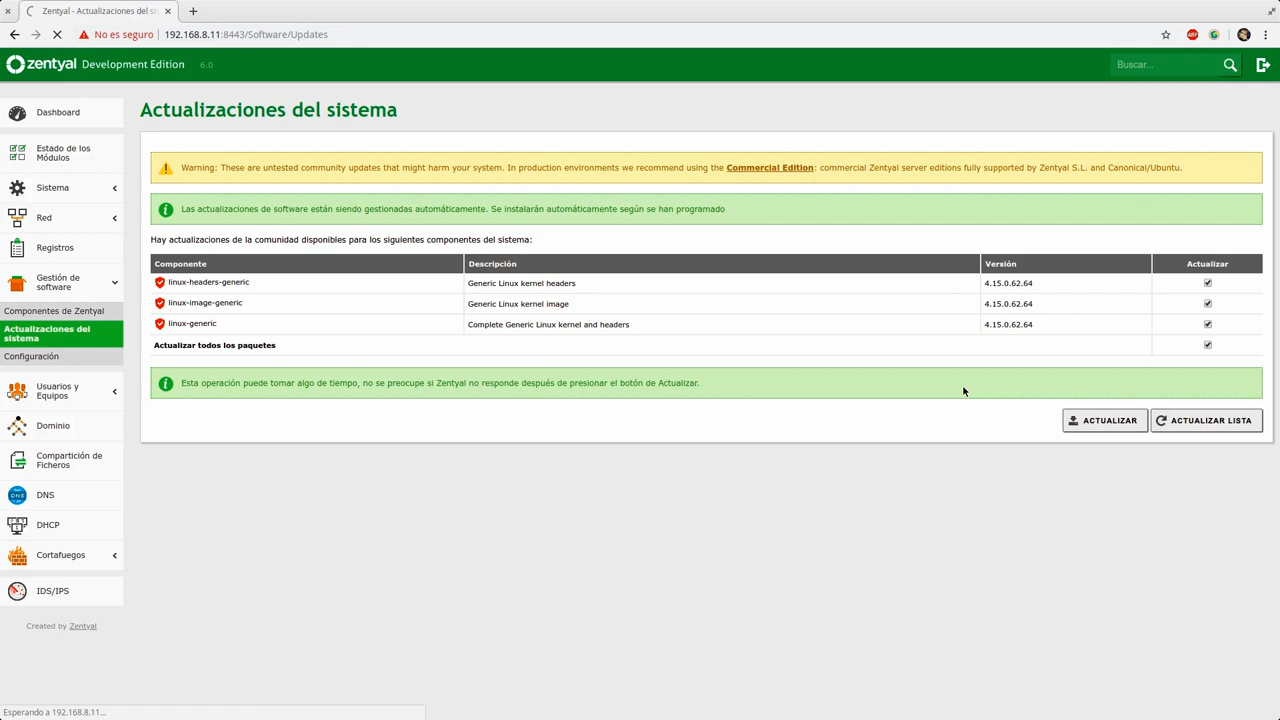 Zentyal - Actualizaciones del si
No es seguro
192.168.8.11:8443/Software/Updates
ABP
zentyal Development Edition 6.0
Buscar...
Dashboard
Estado de los
Módulos
Sistema
Red
Registros
Gestión de
software
Componentes de Zentyal
Actualizaciones del
sistema
Configuración
Usuarios y
Equipos
Dominio
Compartición de
Ficheros
DNS
DNS
DHCP
Cortafuegos
IDS/IPS
Created by Zentyal
Actualizaciones del sistema
Warning: These are untested community updates that might harm your system. In production environments we recommend using the Commercial Edition: commercial Zentyal server editions fully supported by Zentyal S.L. and Canonical/Ubuntu.
Las actualizaciones de software están siendo gestionadas automáticamente. Se instalarán automáticamente según se han programado
Hay actualizaciones de la comunidad disponibles para los siguientes componentes del sistema:
Componente Descripción Versión Actualizar
linux-headers-generic Generic Linux kernel headers 4.15.0.62.64
linux-image-generic Generic Linux kernel image 4.15.0.62.64
linux-generic Complete Generic Linux kernel and headers 4.15.0.62.64
Actualizar todos los paquetes
Esta operación puede tomar algo de tiempo, no se preocupe si Zentyal no responde después de presionar el botón de Actualizar.
ACTUALIZAR
ACTUALIZAR LISTA
Esperando a 192.168.8.11...